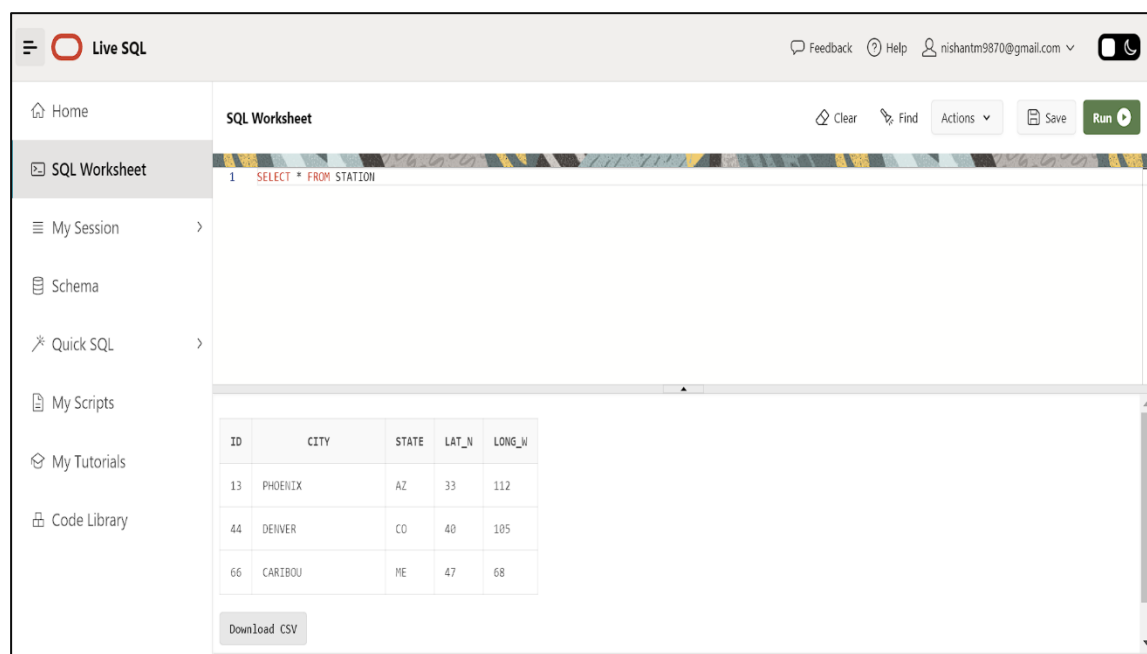 Live SQL
Feedback
Help
nishantm9870@gmail.com
Home
SQL Worksheet
My Session
Schema
Quick SQL
My Scripts
My Tutorials
Code Library
SQL Worksheet
Clear
Find
Actions
Save
Run
1 SELECT * FROM STATION
ID CITY STATE LAT_N LONG_W
13 PHOENIX AZ 33 112
44 DENVER CO 40 105
66 CARIBOU ME 47 68
Download CSV